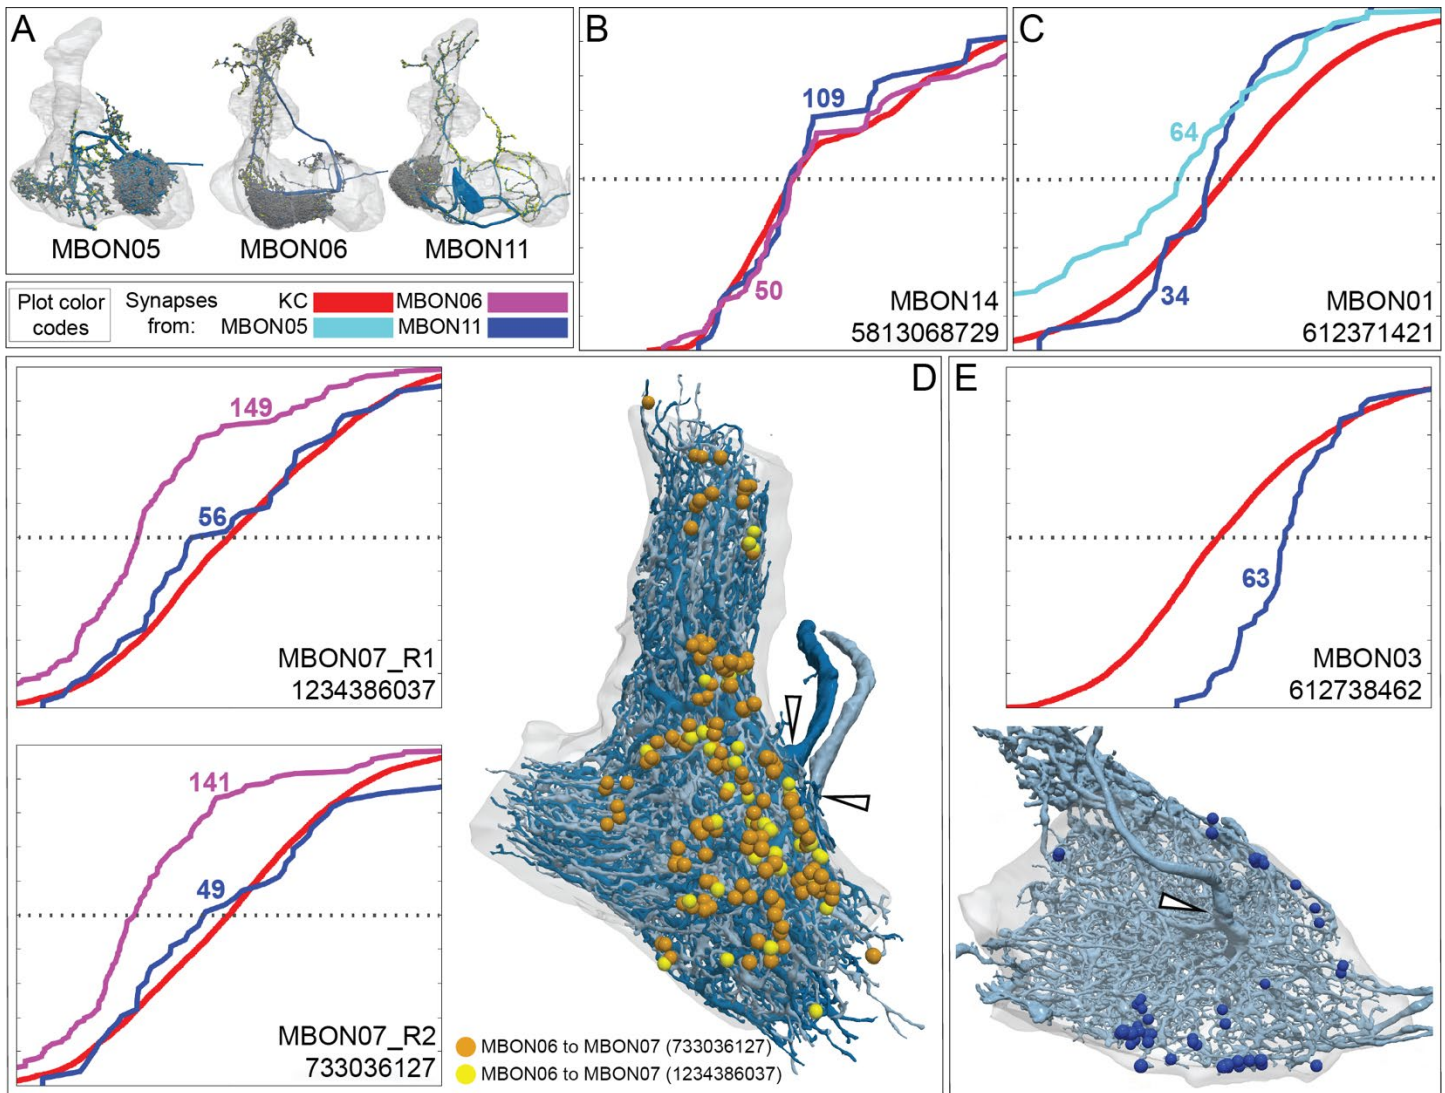 A
MBON05
MBON06
MBON11
Plot color
codes
Synapses
from:
KC
MBON06
MBON05
MBON11
B
109
50
MBON14
5813068729
C
64
34
MBON01
612371421
149
56
MBON07_R1
1234386037
141
49
MBON07_R2
733036127
D
MBON06 to MBON07 (733036127)
MBON06 to MBON07 (1234386037)
E
63
MBON03
612738462